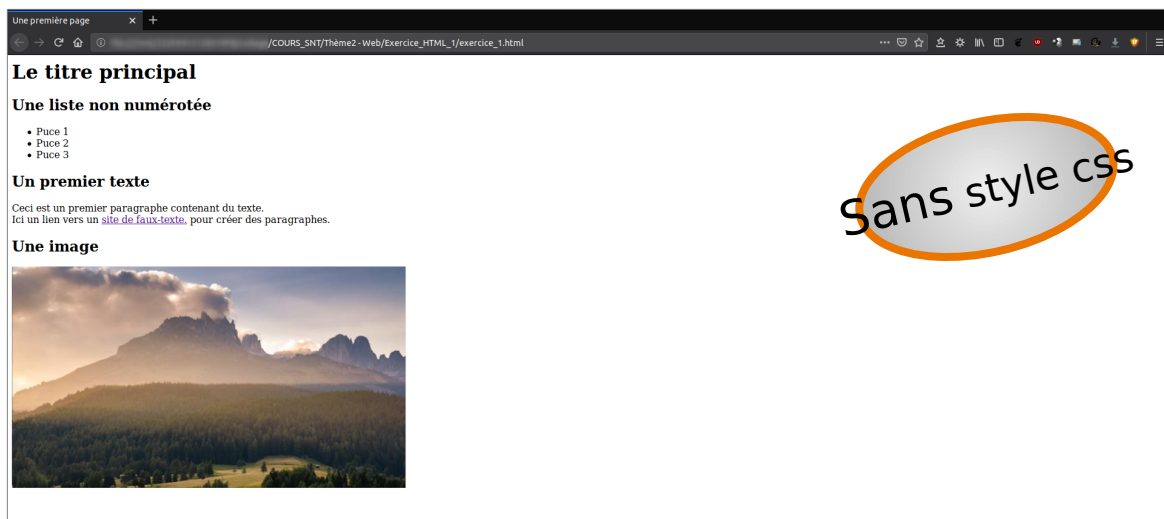 Une première page
/COURS_SNT/Thème2-Web/Exercice_HTML_1/exercice_1.html
Le titre principal
Une liste non numérotée
• Puce 1
• Puce 2
• Puce 3
Un premier texte
Ceci est un premier paragraphe contenant du texte.
Ici un lien vers un site de faux-texte, pour créer des paragraphes.
Une image
Sans style css